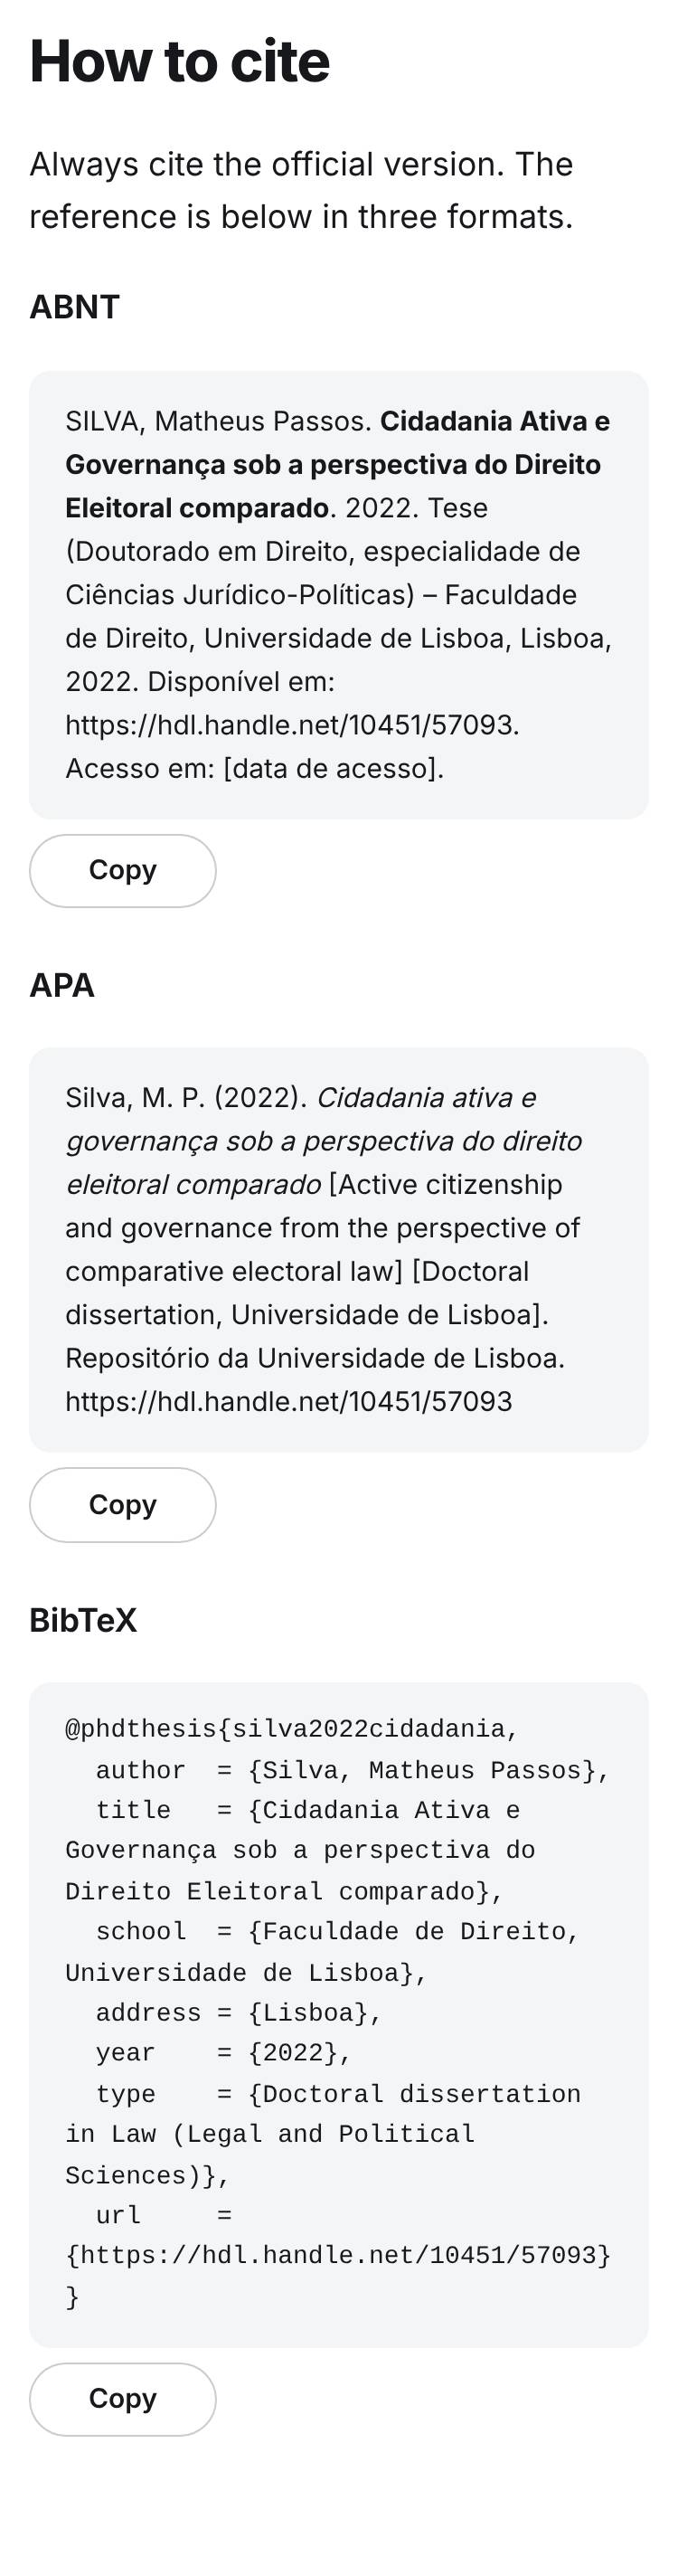 How to cite
Always cite the official version. The
reference is below in three formats.
ABNT
SILVA, Matheus Passos. Cidadania Ativa e
Governança sob a perspectiva do Direito
Eleitoral comparado. 2022. Tese
(Doutorado em Direito, especialidade de
Ciências Jurídico-Políticas) – Faculdade
de Direito, Universidade de Lisboa, Lisboa,
2022. Disponível em:
https://hdl.handle.net/10451/57093.
Acesso em: [data de acesso].
Copy
APA
Silva, M. P. (2022). Cidadania ativa e
governança sob a perspectiva do direito
eleitoral comparado [Active citizenship
and governance from the perspective of
comparative electoral law] [Doctoral
dissertation, Universidade de Lisboa].
Repositório da Universidade de Lisboa.
https://hdl.handle.net/10451/57093
Copy
BibTeX
@phdthesis{silva2022cidadania,
  author  = {Silva, Matheus Passos},
  title   = {Cidadania Ativa e
Governança sob a perspectiva do
Direito Eleitoral comparado},
  school  = {Faculdade de Direito,
Universidade de Lisboa},
  address = {Lisboa},
  year    = {2022},
  type    = {Doctoral dissertation
in Law (Legal and Political
Sciences)},
  url     =
{https://hdl.handle.net/10451/57093}
}
Copy